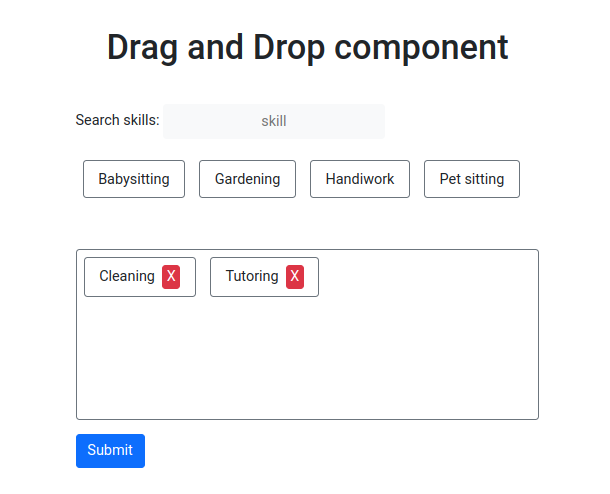 Drag and Drop component
Search skills: skill
Babysitting Gardening Handiwork Pet sitting
Cleaning X Tutoring X
Submit